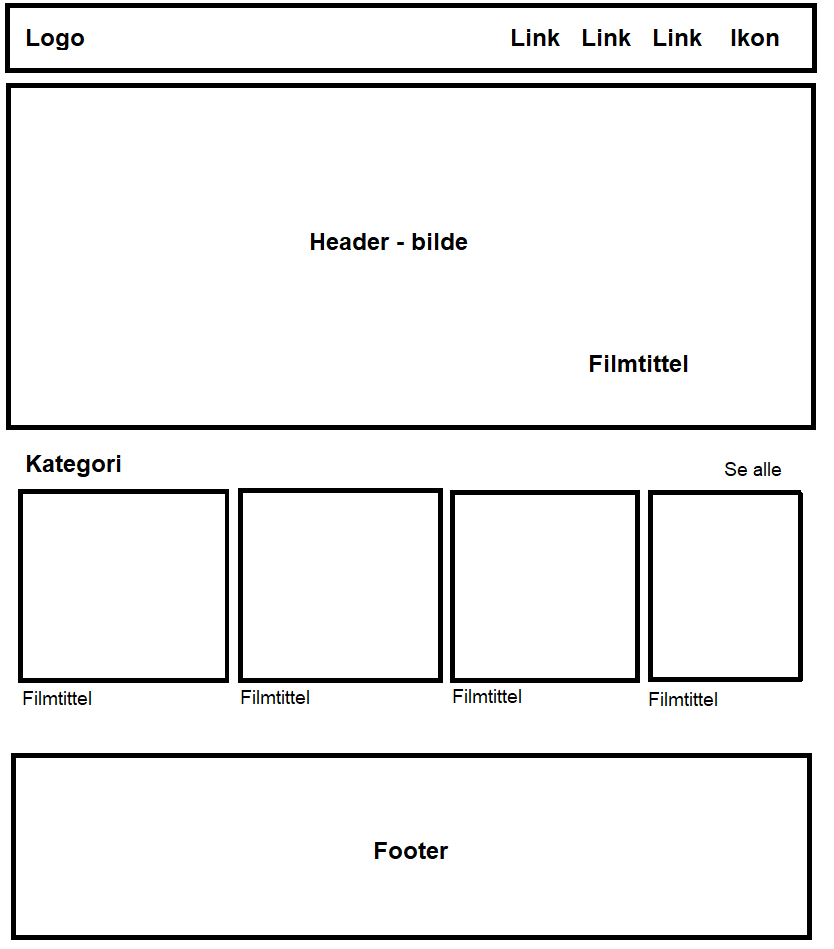 Logo Link Link Link Ikon
Header - bilde
Filmtittel
Kategori Se alle
Filmtittel Filmtittel Filmtittel Filmtittel
Footer